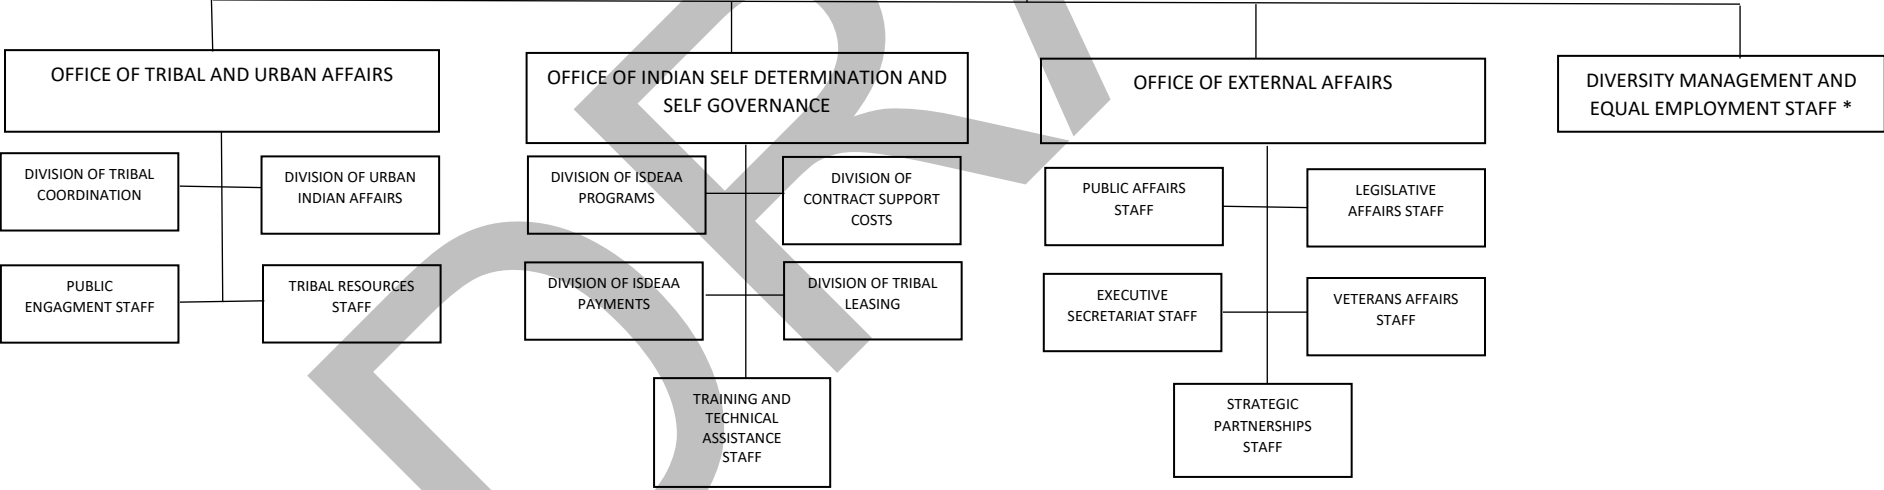 OFFICE OF TRIBAL AND URBAN AFFAIRS
OFFICE OF INDIAN SELF DETERMINATION AND
SELF GOVERNANCE
OFFICE OF EXTERNAL AFFAIRS
DIVERSITY MANAGEMENT AND
EQUAL EMPLOYMENT STAFF *
DIVISION OF TRIBAL
COORDINATION
DIVISION OF URBAN
INDIAN AFFAIRS
PUBLIC
ENGAGMENT STAFF
TRIBAL RESOURCES
STAFF
DIVISION OF ISDEAA
PROGRAMS
DIVISION OF
CONTRACT SUPPORT
COSTS
DIVISION OF ISDEAA
PAYMENTS
DIVISION OF TRIBAL
LEASING
TRAINING AND
TECHNICAL
ASSISTANCE
STAFF
PUBLIC AFFAIRS
STAFF
LEGISLATIVE
AFFAIRS STAFF
EXECUTIVE
SECRETARIAT STAFF
VETERANS AFFAIRS
STAFF
STRATEGIC
PARTNERSHIPS
STAFF